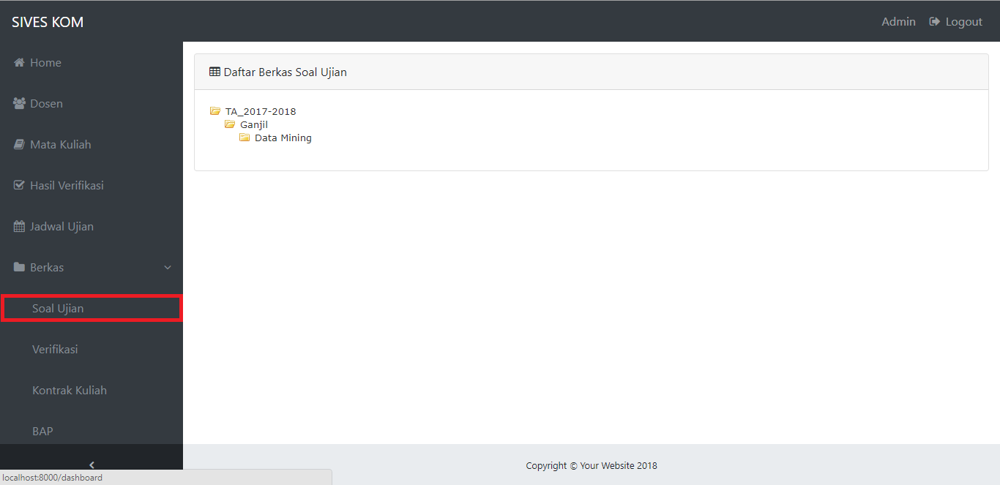 SIVES KOM
Admin
Logout
Home
Dosen
Mata Kuliah
Hasil Verifikasi
Jadwal Ujian
Berkas
Soal Ujian
Verifikasi
Kontrak Kuliah
BAP
Daftar Berkas Soal Ujian
TA_2017-2018
Ganjil
Data Mining
Copyright © Your Website 2018
localhost:8000/dashboard